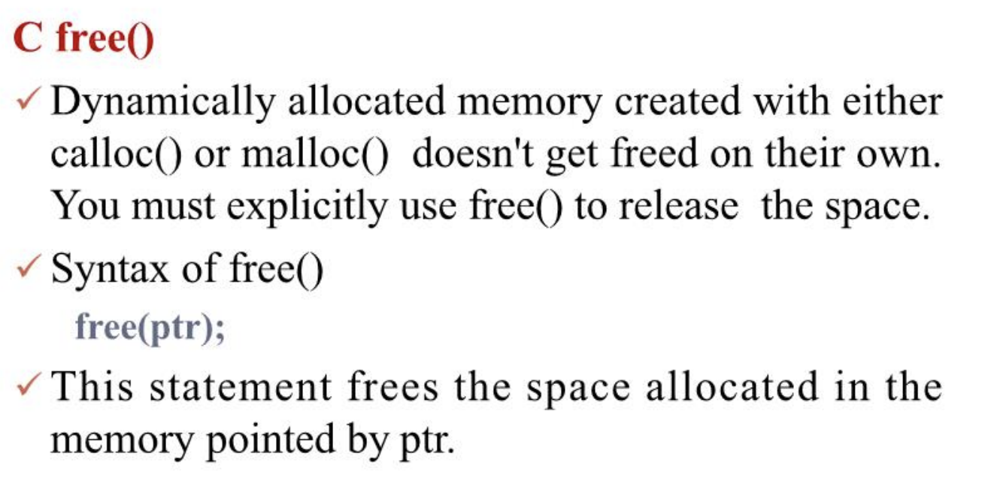 C free()
✓ Dynamically allocated memory created with either
calloc() or malloc() doesn't get freed on their own.
You must explicitly use free() to release the space.
✓ Syntax of free()
free(ptr);
✓ This statement frees the space allocated in the
memory pointed by ptr.